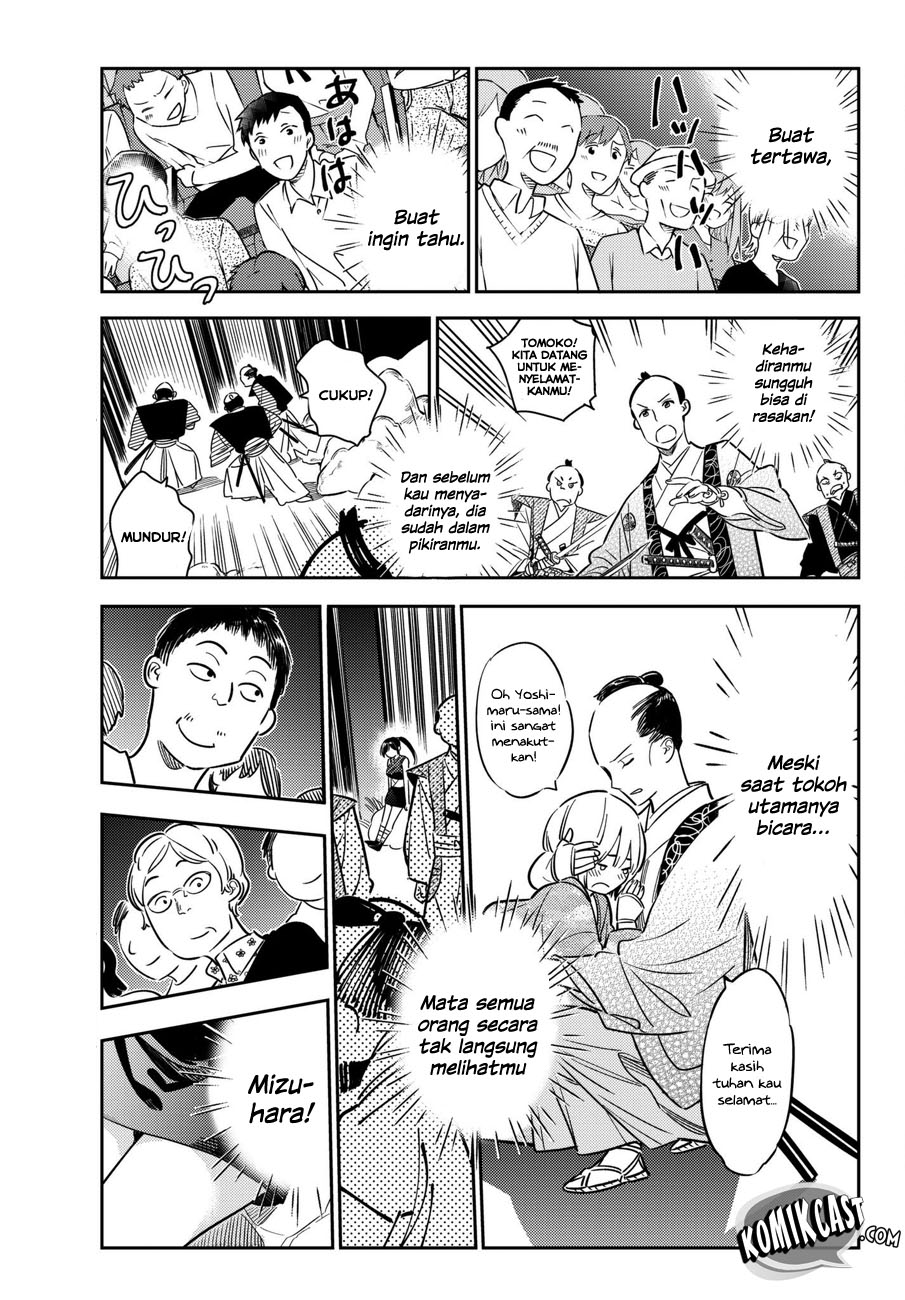 Buat
tertawa,
ハッハッ
あはは
ひっひっ
Buat
ingin tahu.
Keha-
diranmu
sungguh
bisa di
rasakan!
TOMOKO!
KITA DATANG
UNTUK ME-
NYELAMAT-
KANMU!
CUKUP!
Dan sebelum
kau menya-
darinya, dia
sudah dalam
pikiranmu.
MUNDUR!
Meski
saat tokoh
utamanya
bicara...
Oh Yoshi-
maru-sama!
ini sangat
menakut-
kan!
Terima
kasih
tuhan kau
selamat...
Mata semua
orang secara
tak langsung
melihatmu
Mizu-
hara!
KOMIKCAST
.COM